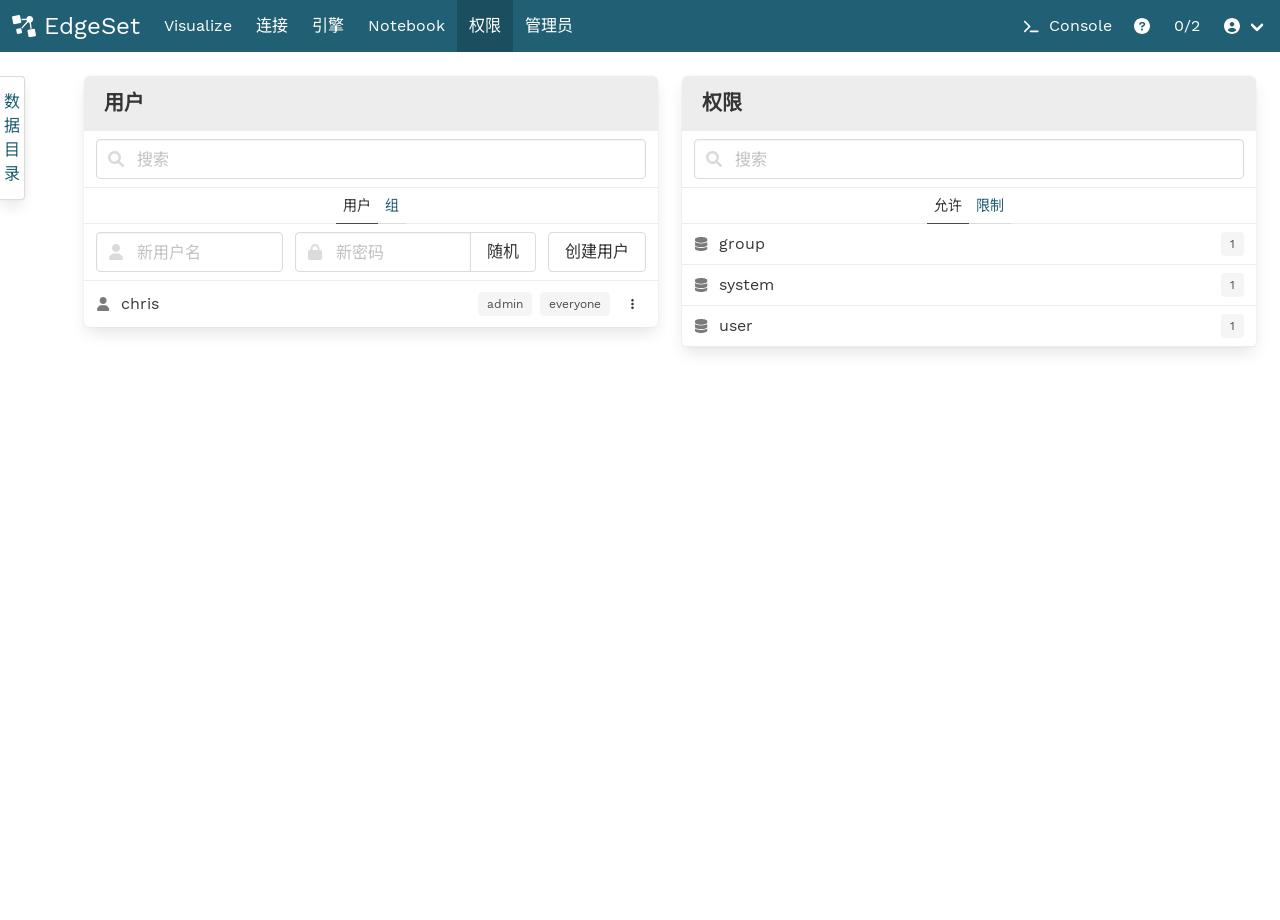 EdgeSet Visualize 连接 引擎 Notebook 权限 管理员 Console 0/2
数
据
目
录
用户
搜索
用户 组
新用户名 新密码 随机 创建用户
chris admin everyone
权限
搜索
允许 限制
group 1
system 1
user 1